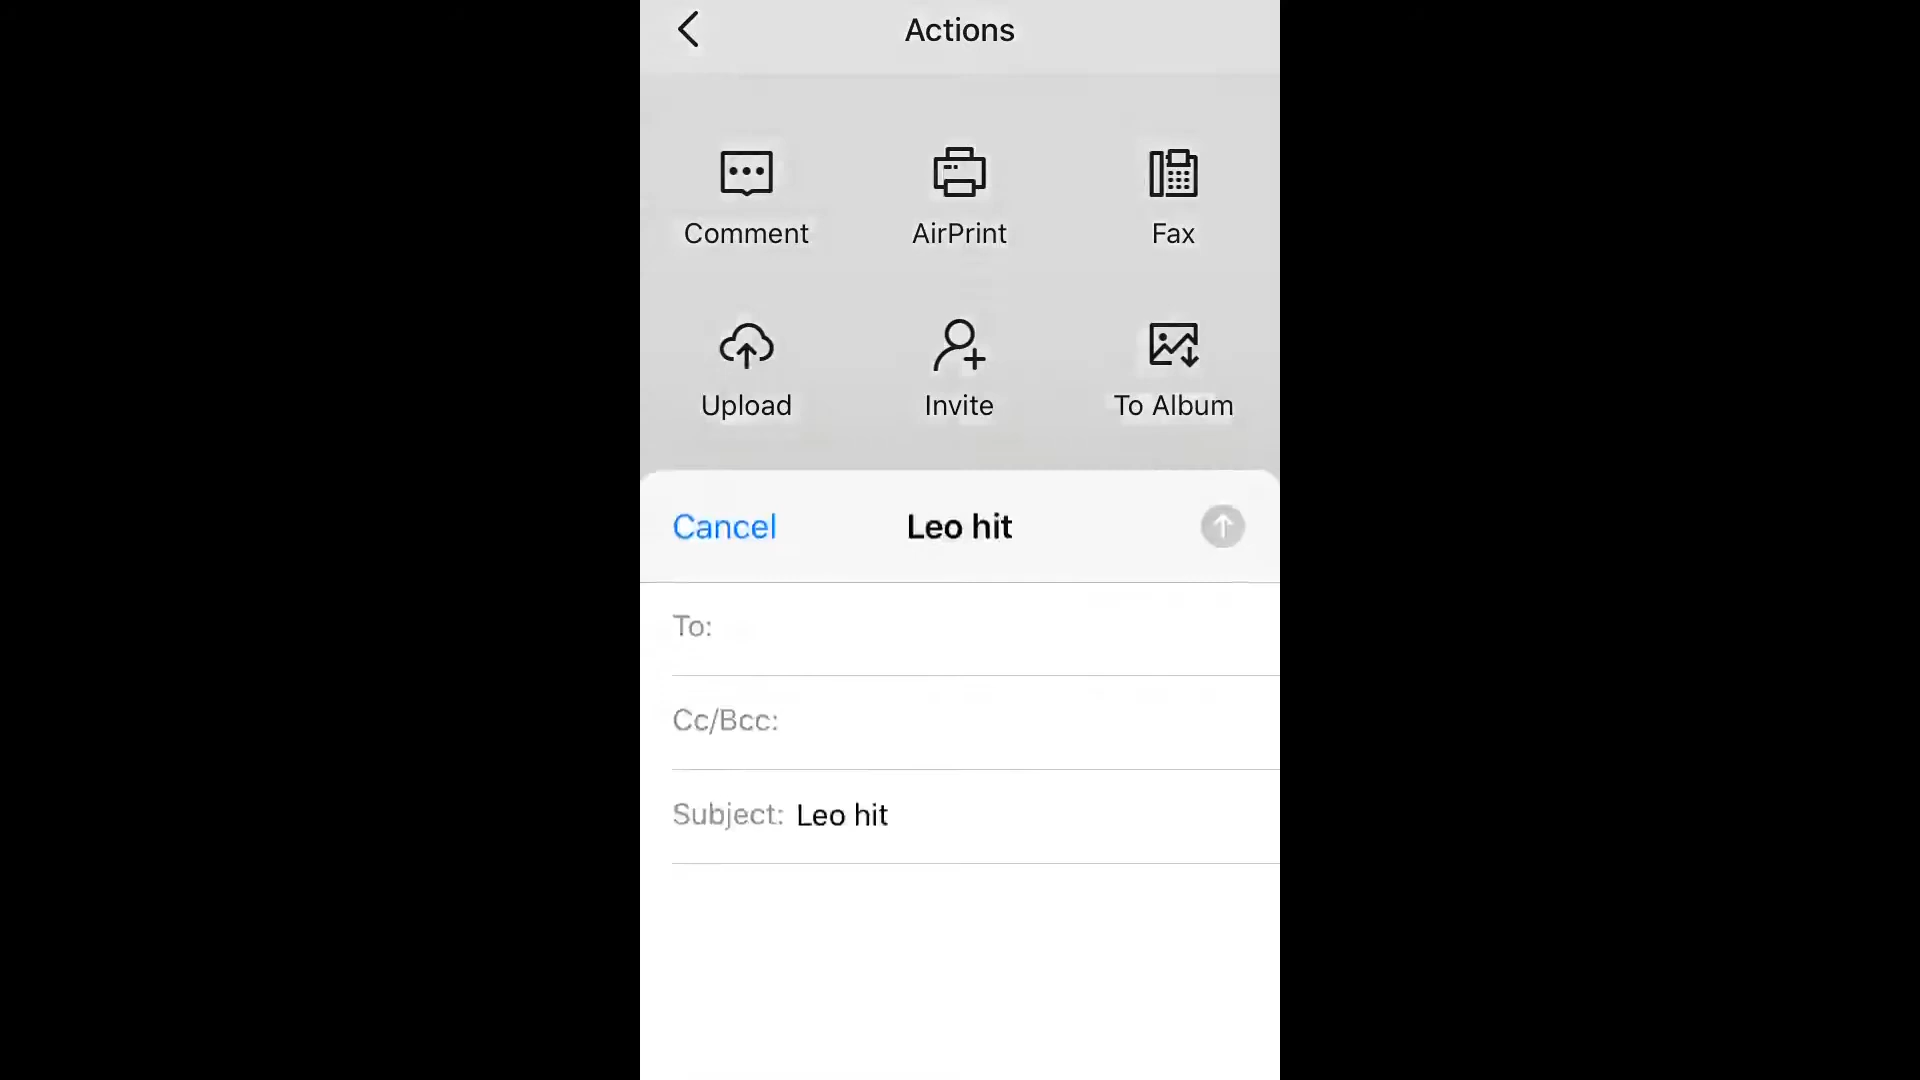 Actions
Comment AirPrint Fax
Upload Invite To Album
Cancel Leo hit
To:
Cc/Bcc:
Subject: Leo hit